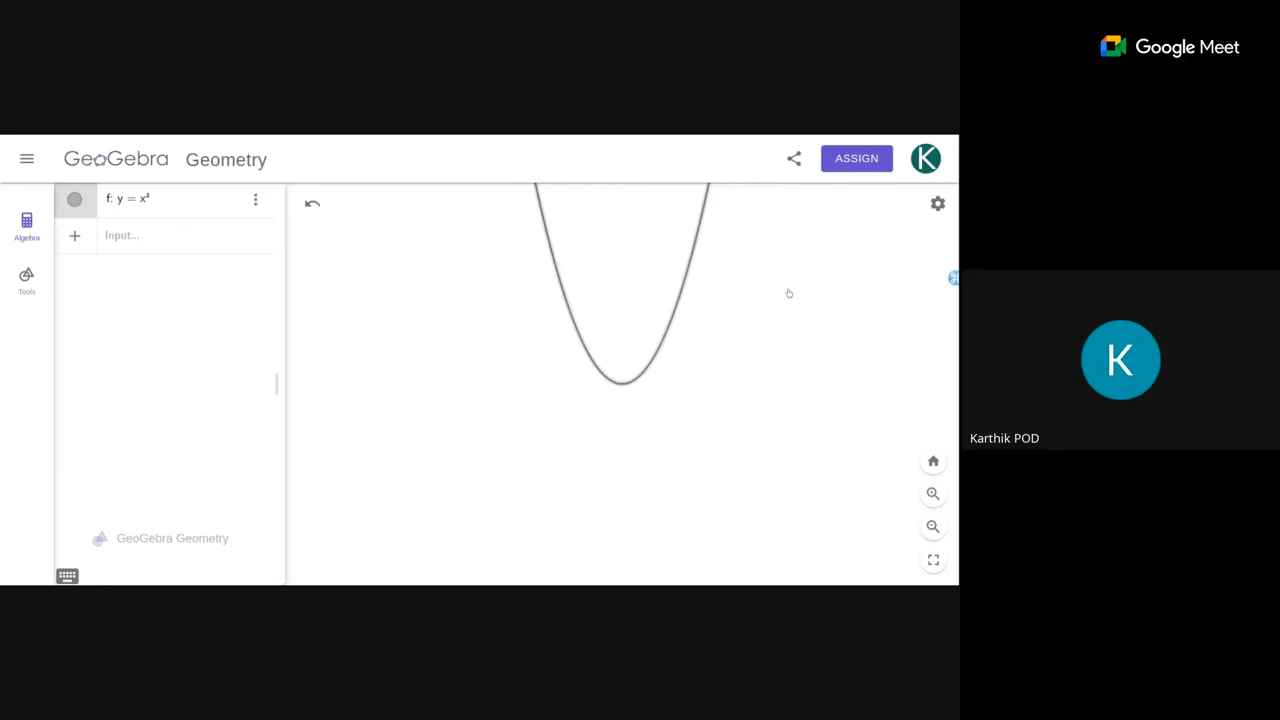 Google Meet
GeoGebra Geometry
ASSIGN
K
f: y = x²
Input...
Algebra
Tools
GeoGebra Geometry
K
Karthik POD